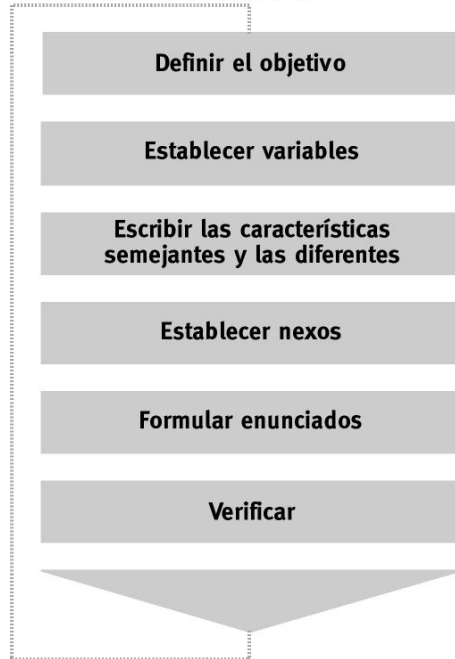 Definir el objetivo
Establecer variables
Escribir las características
semejantes y las diferentes
Establecer nexos
Formular enunciados
Verificar